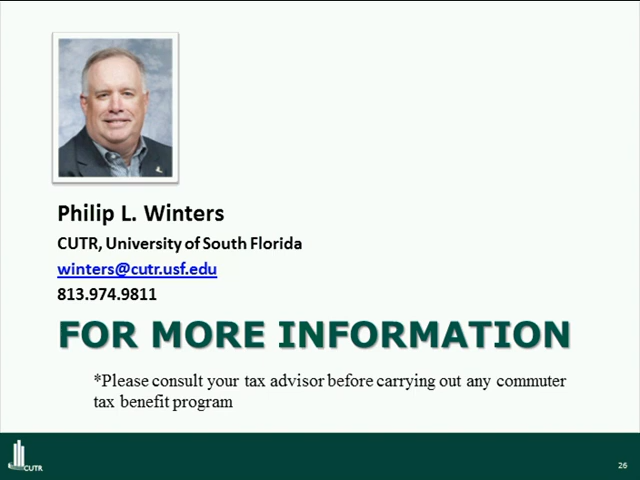 Philip L. Winters
CUTR, University of South Florida
winters@cutr.usf.edu
813.974.9811
FOR MORE INFORMATION
*Please consult your tax advisor before carrying out any commuter
tax benefit program
CUTR
26